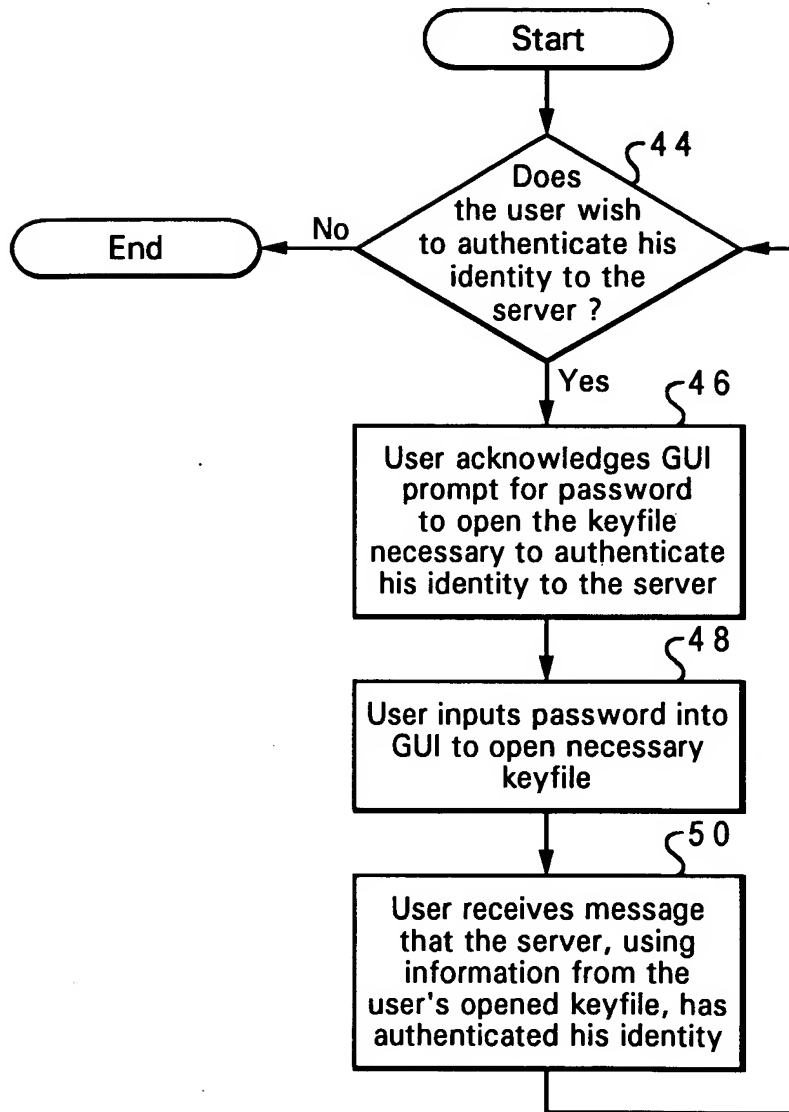 Start
44
Does
the user wish
to authenticate his
identity to the
server ?
No
End
Yes
46
User acknowledges GUI
prompt for password
to open the keyfile
necessary to authenticate
his identity to the server
48
User inputs password into
GUI to open necessary
keyfile
50
User receives message
that the server, using
information from the
user's opened keyfile, has
authenticated his identity